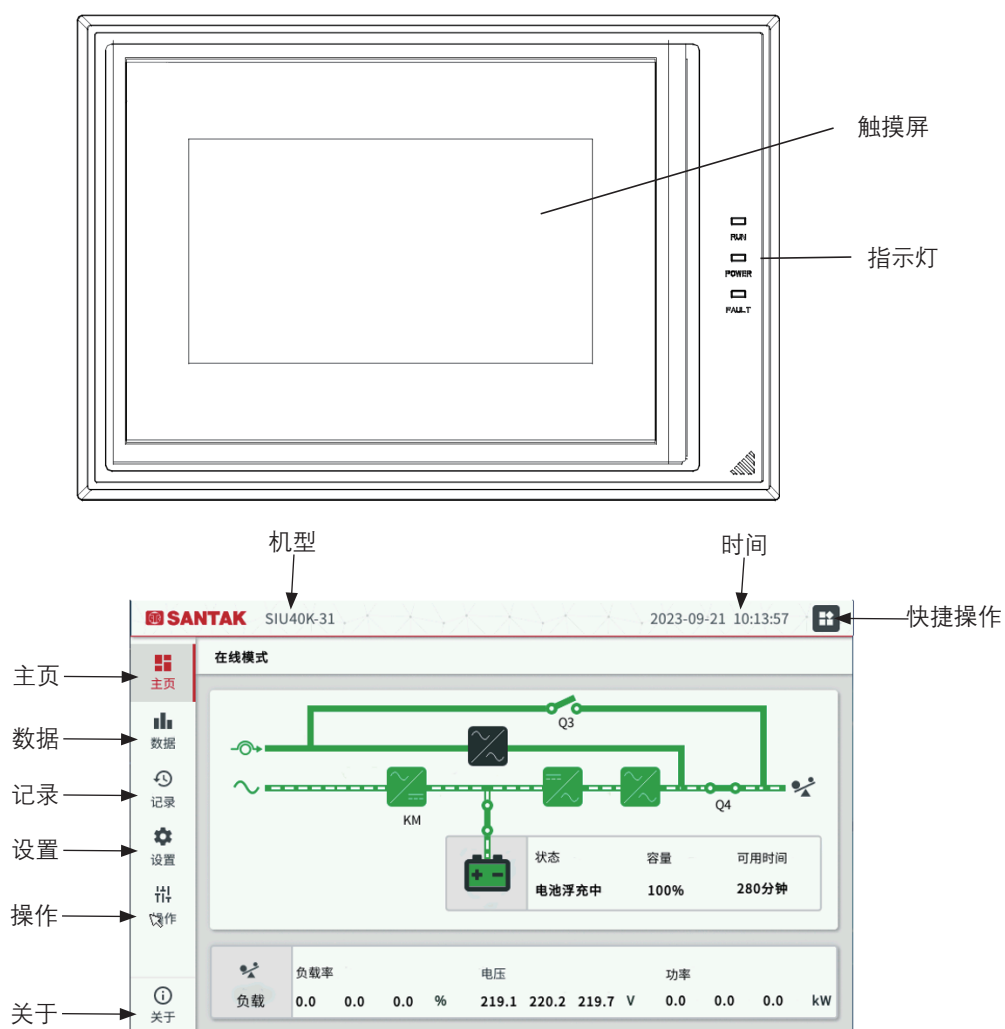 触摸屏
RUN
指示灯
POWER
FAULT
机型
时间
SANTAK SIU40K-31 2023-09-21 10:13:57
快捷操作
主页
主页
在线模式
数据
数据
Q3
记录
记录
KM
Q4
设置
设置
状态 容量 可用时间
电池浮充中 100% 280分钟
操作
操作
负载率 电压 功率
负载 0.0 0.0 0.0 % 219.1 220.2 219.7 V 0.0 0.0 0.0 kW
关于
关于